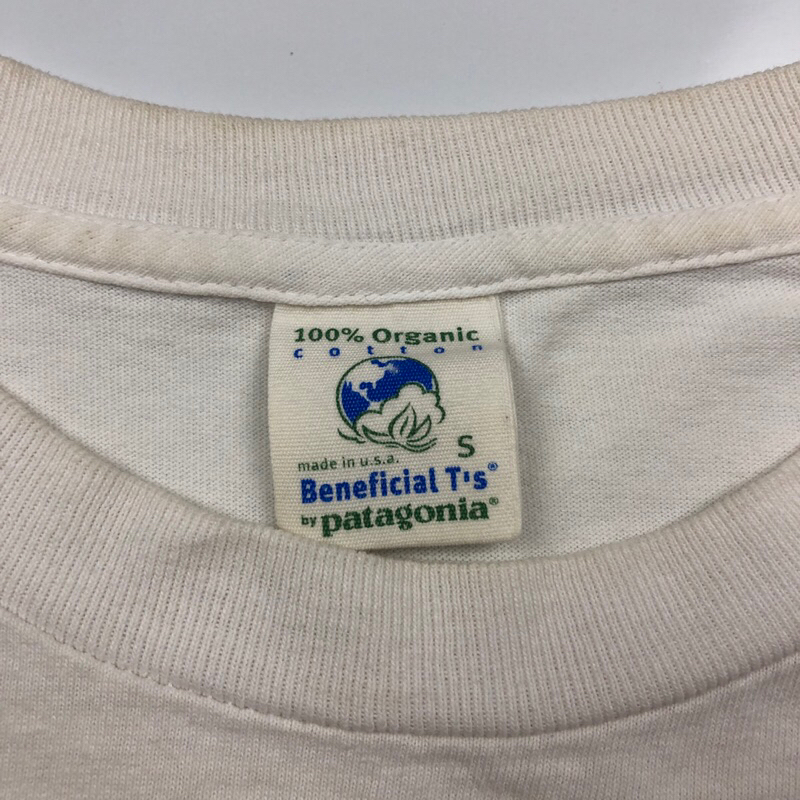 100% Organic
cotton
S
made in u.s.a.
Beneficial T's®
by patagonia®